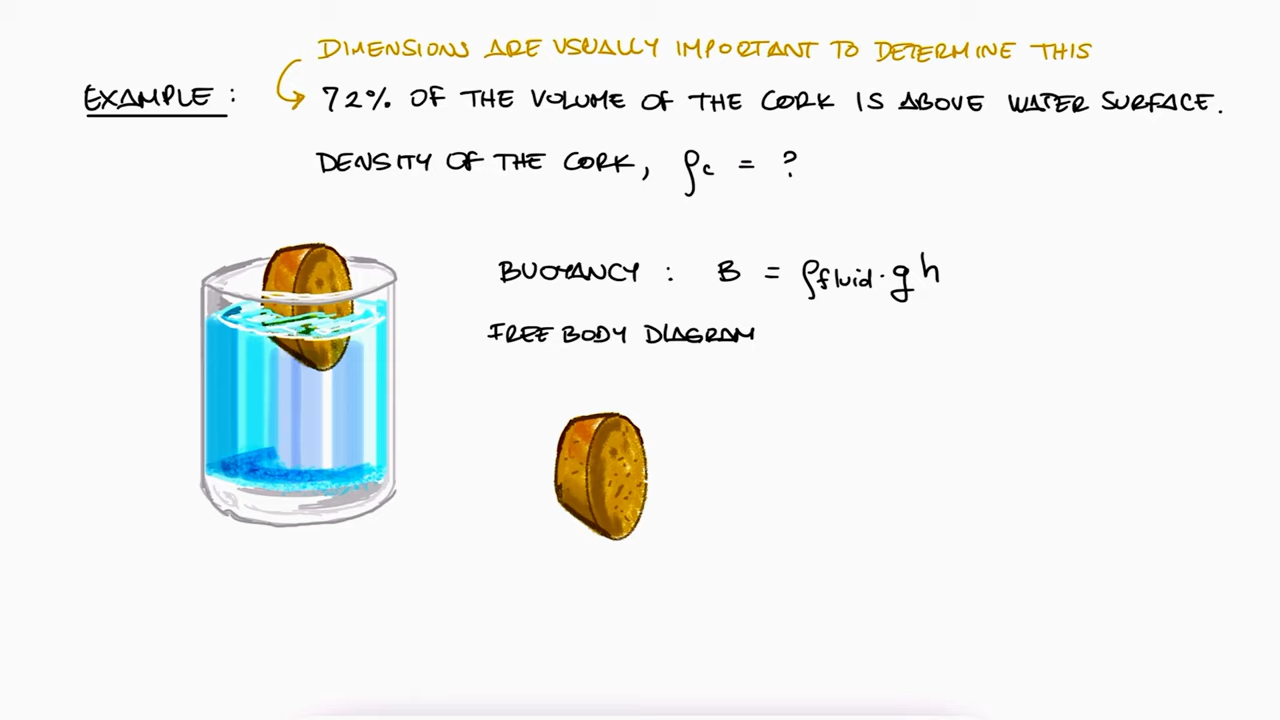 DIMENSIONS ARE USUALLY IMPORTANT TO DETERMINE THIS
EXAMPLE: 72% OF THE VOLUME OF THE CORK IS ABOVE WATER SURFACE.
DENSITY OF THE CORK, ρc = ?
BUOYANCY: B = ρfluid · gh
FREE BODY DIAGRAM